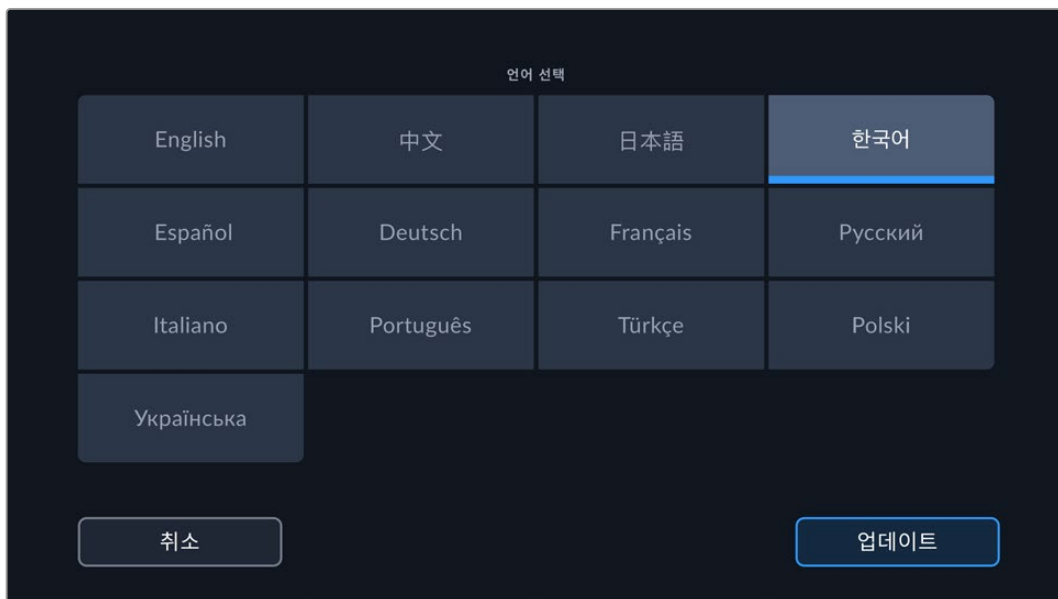 언어 선택
English 中文 日本語 한국어
Español Deutsch Français Русский
Italiano Português Türkçe Polski
Українська
취소 업데이트